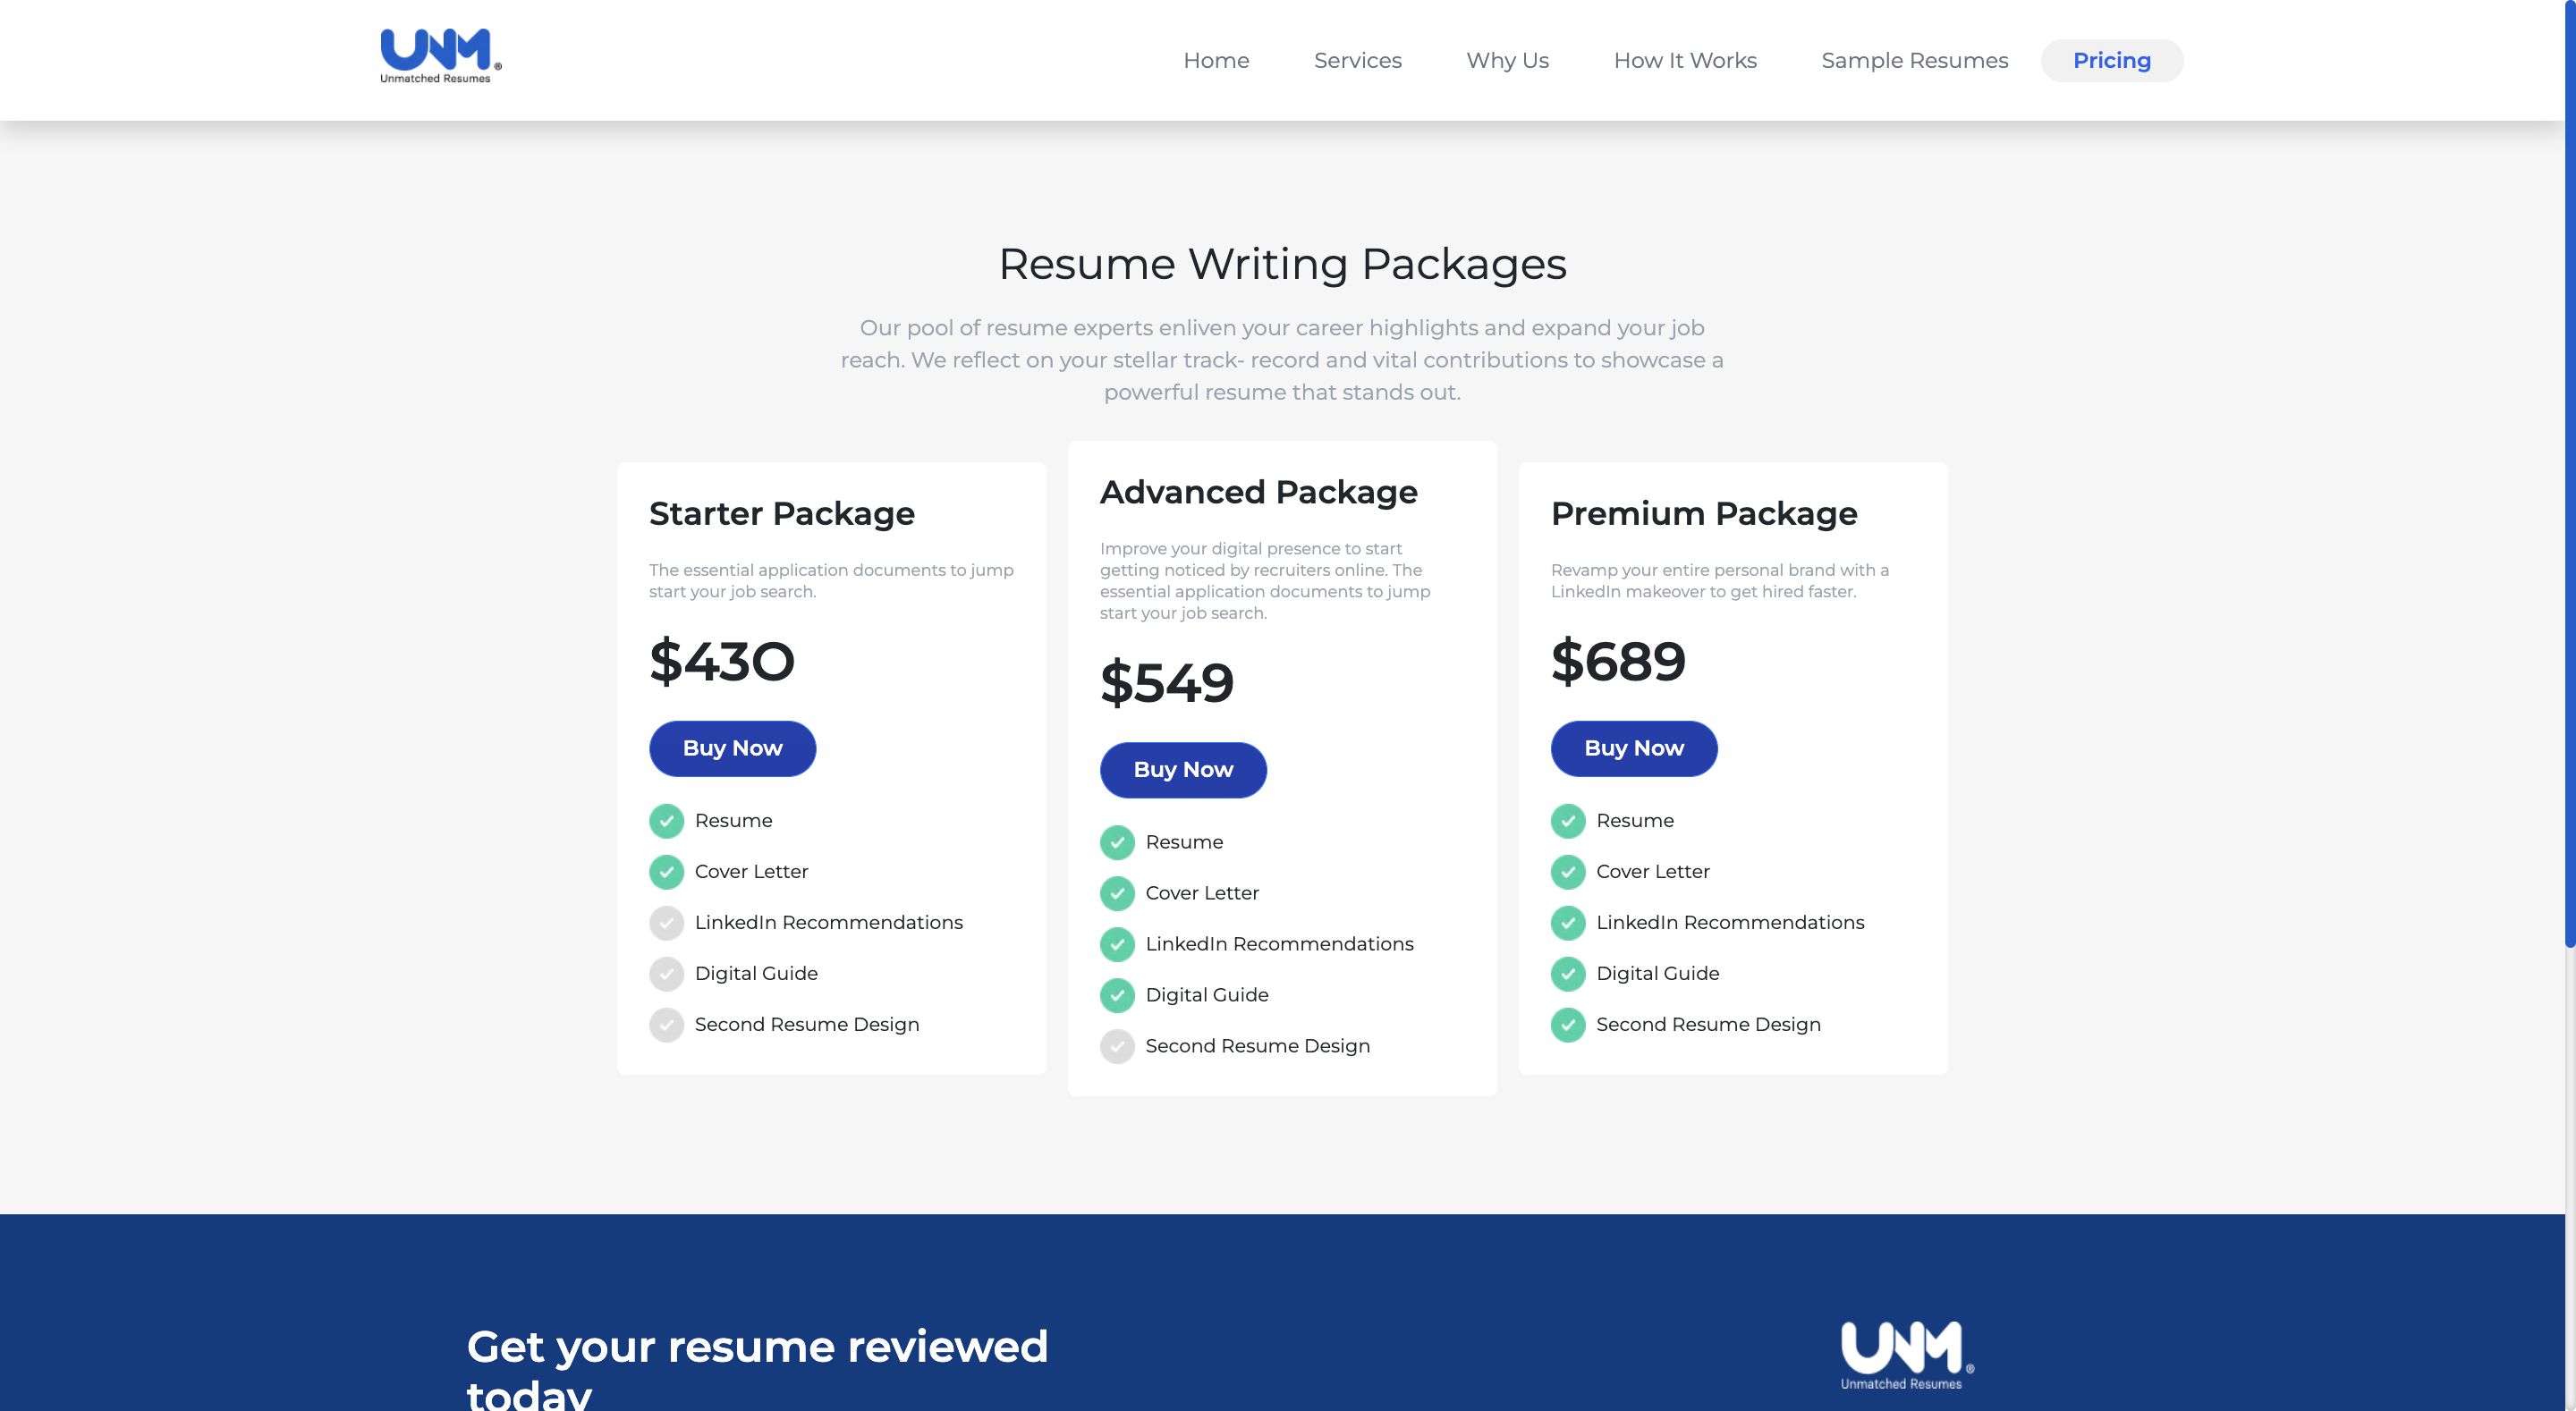 UNM®
Unmatched Resumes
Home
Services
Why Us
How It Works
Sample Resumes
Pricing
Resume Writing Packages
Our pool of resume experts enliven your career highlights and expand your job
reach. We reflect on your stellar track- record and vital contributions to showcase a
powerful resume that stands out.
Starter Package
The essential application documents to jump
start your job search.
$430
Buy Now
Resume
Cover Letter
LinkedIn Recommendations
Digital Guide
Second Resume Design
Advanced Package
Improve your digital presence to start
getting noticed by recruiters online. The
essential application documents to jump
start your job search.
$549
Buy Now
Resume
Cover Letter
LinkedIn Recommendations
Digital Guide
Second Resume Design
Premium Package
Revamp your entire personal brand with a
LinkedIn makeover to get hired faster.
$689
Buy Now
Resume
Cover Letter
LinkedIn Recommendations
Digital Guide
Second Resume Design
Get your resume reviewed
today
UNM®
Unmatched Resumes